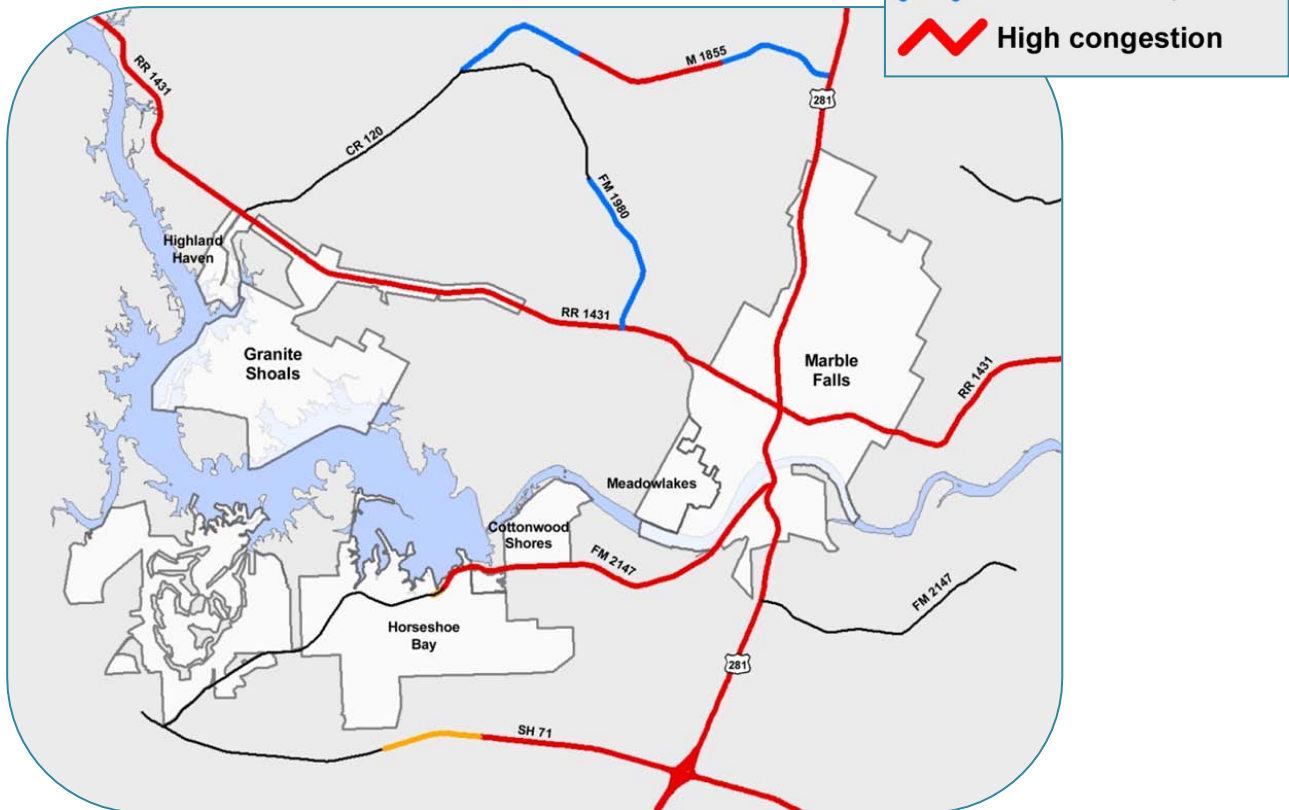 High congestion
RR 1431
M 1855
281
CR 120
FM 1980
Highland
Haven
RR 1431
Granite
Shoals
Marble
Falls
RR 1431
Meadowlakes
Cottonwood
Shores
FM 2147
FM 2147
Horseshoe
Bay
281
SH 71